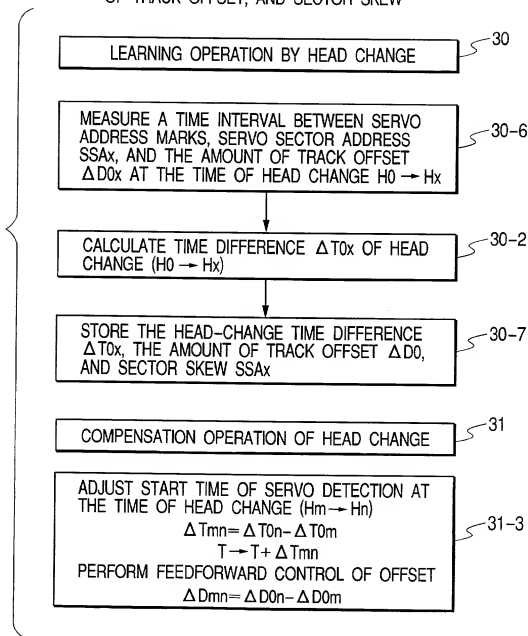 OF TRACK OFFSET, AND SECTOR SKEW
LEARNING OPERATION BY HEAD CHANGE
30
MEASURE A TIME INTERVAL BETWEEN SERVO
ADDRESS MARKS, SERVO SECTOR ADDRESS
SSAx, AND THE AMOUNT OF TRACK OFFSET
ΔD0x AT THE TIME OF HEAD CHANGE H0 → Hx
30-6
CALCULATE TIME DIFFERENCE ΔT0x OF HEAD
CHANGE (H0 → Hx)
30-2
STORE THE HEAD-CHANGE TIME DIFFERENCE
ΔT0x, THE AMOUNT OF TRACK OFFSET ΔD0,
AND SECTOR SKEW SSAx
30-7
COMPENSATION OPERATION OF HEAD CHANGE
31
ADJUST START TIME OF SERVO DETECTION AT
THE TIME OF HEAD CHANGE (Hm → Hn)
ΔTmn= ΔT0n- ΔT0m
T → T+ ΔTmn
PERFORM FEEDFORWARD CONTROL OF OFFSET
ΔDmn= ΔD0n- ΔD0m
31-3